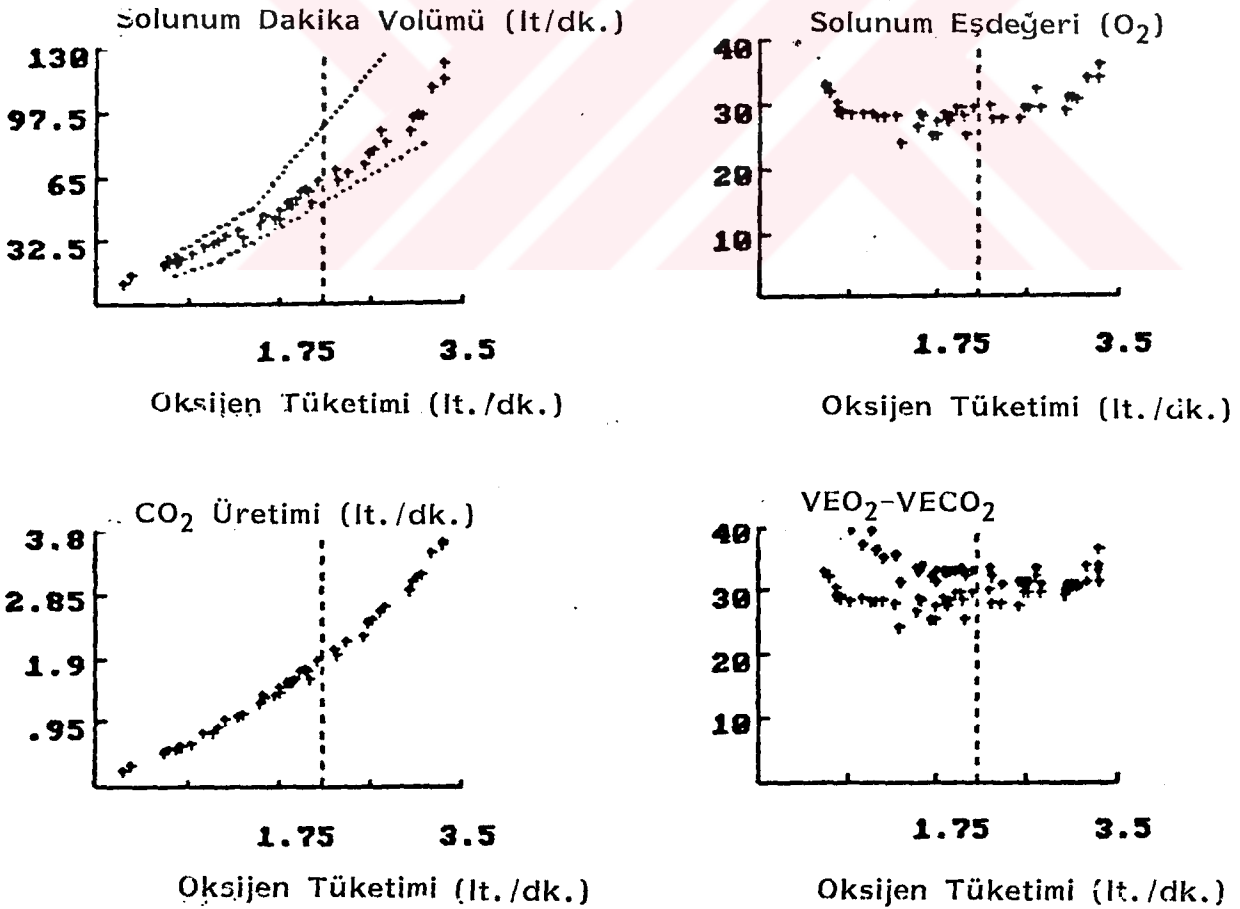 Solunum Dakika Volümü (lt/dk.)
130
97.5
65
32.5
1.75 3.5
Oksijen Tüketimi (lt./dk.)
Solunum Eşdeğeri (O2)
40
30
20
10
1.75 3.5
Oksijen Tüketimi (lt./dk.)
CO2 Üretimi (lt./dk.)
3.8
2.85
1.9
.95
1.75 3.5
Oksijen Tüketimi (lt./dk.)
VEO2-VECO2
40
30
20
10
1.75 3.5
Oksijen Tüketimi (lt./dk.)